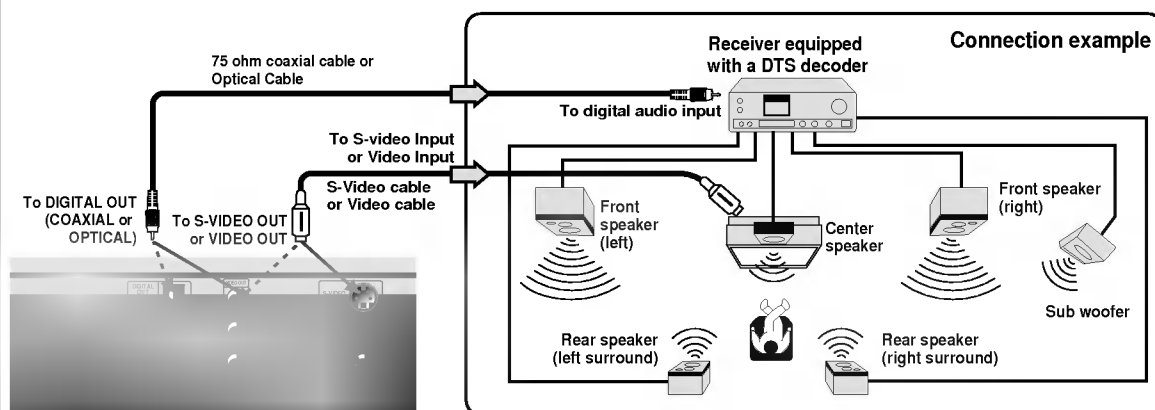 Connection example
Receiver equipped
with a DTS decoder
75 ohm coaxial cable or
Optical Cable
To digital audio input
To S-video Input
or Video Input
S-Video cable
or Video cable
To DIGITAL OUT
(COAXIAL or
OPTICAL)
To S-VIDEO OUT
or VIDEO OUT
Front
speaker
(left)
Center
speaker
Front speaker
(right)
Sub woofer
Rear speaker
(left surround)
Rear speaker
(right surround)
DIGITAL
OUT
VIDEO OUT
S-VIDEO